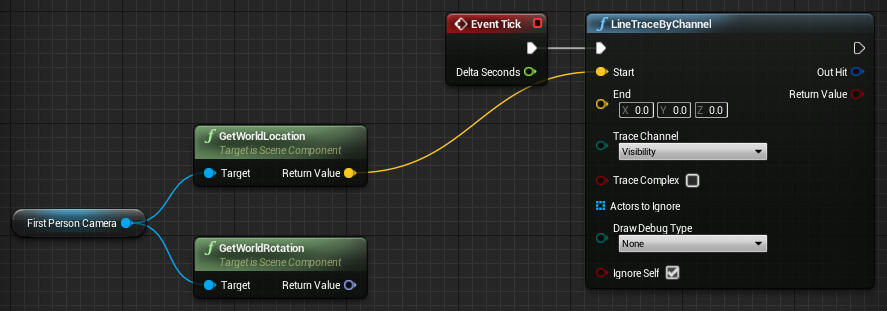 Event Tick
Delta Seconds
LineTraceByChannel
Start
Out Hit
End
Return Value
X 0.0 Y 0.0 Z 0.0
Trace Channel
Visibility
Trace Complex
Actors to Ignore
Draw Debug Type
None
Ignore Self
f GetWorldLocation
Target is Scene Component
Target
Return Value
First Person Camera
f GetWorldRotation
Target is Scene Component
Target
Return Value